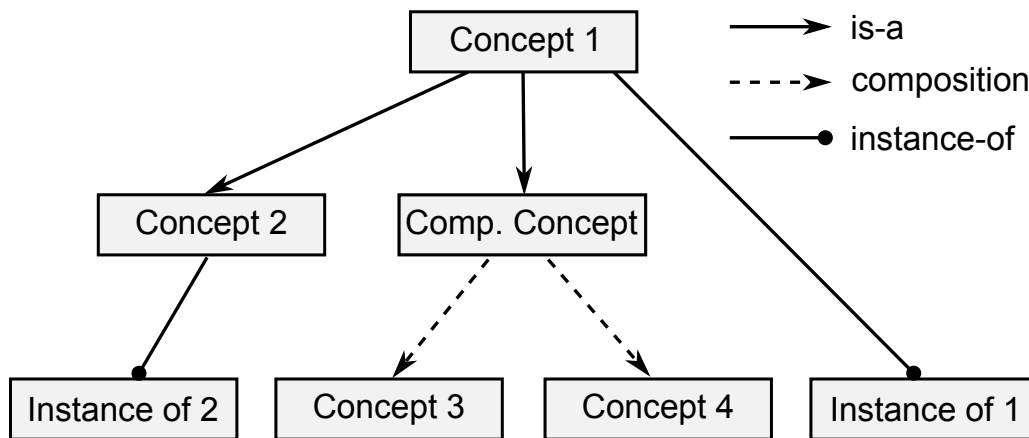 Concept 1
is-a
composition
instance-of
Concept 2
Comp. Concept
Instance of 2
Concept 3
Concept 4
Instance of 1